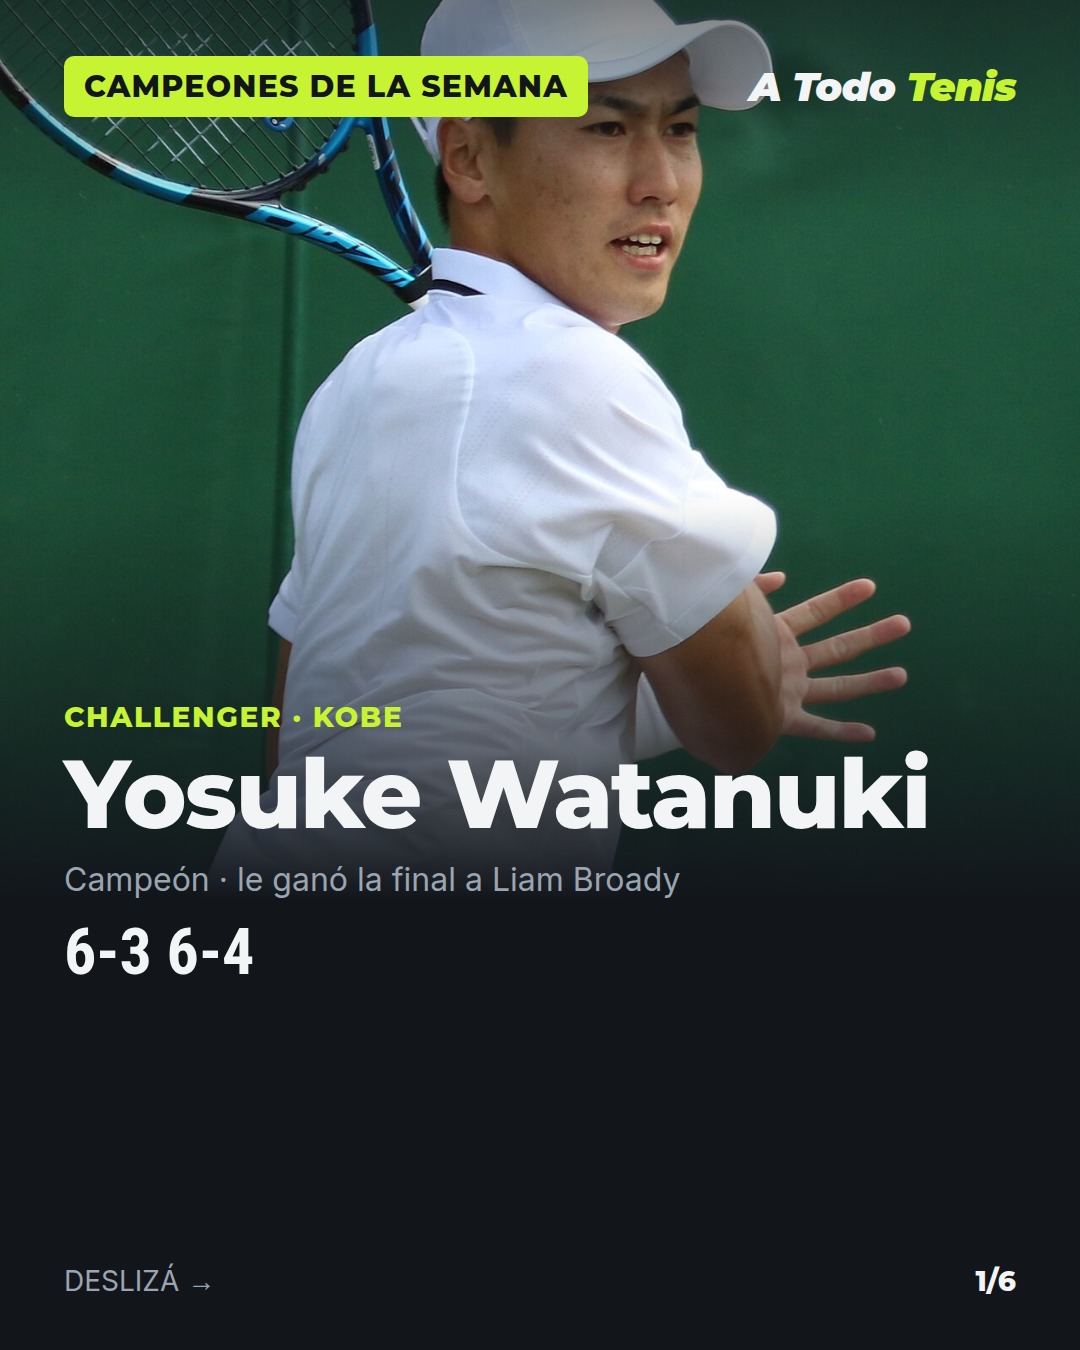 CAMPEONES DE LA SEMANA
A Todo Tenis
CHALLENGER · KOBE
Yosuke Watanuki
Campeón · le ganó la final a Liam Broady
6-3 6-4
DESLIZÁ →
1/6